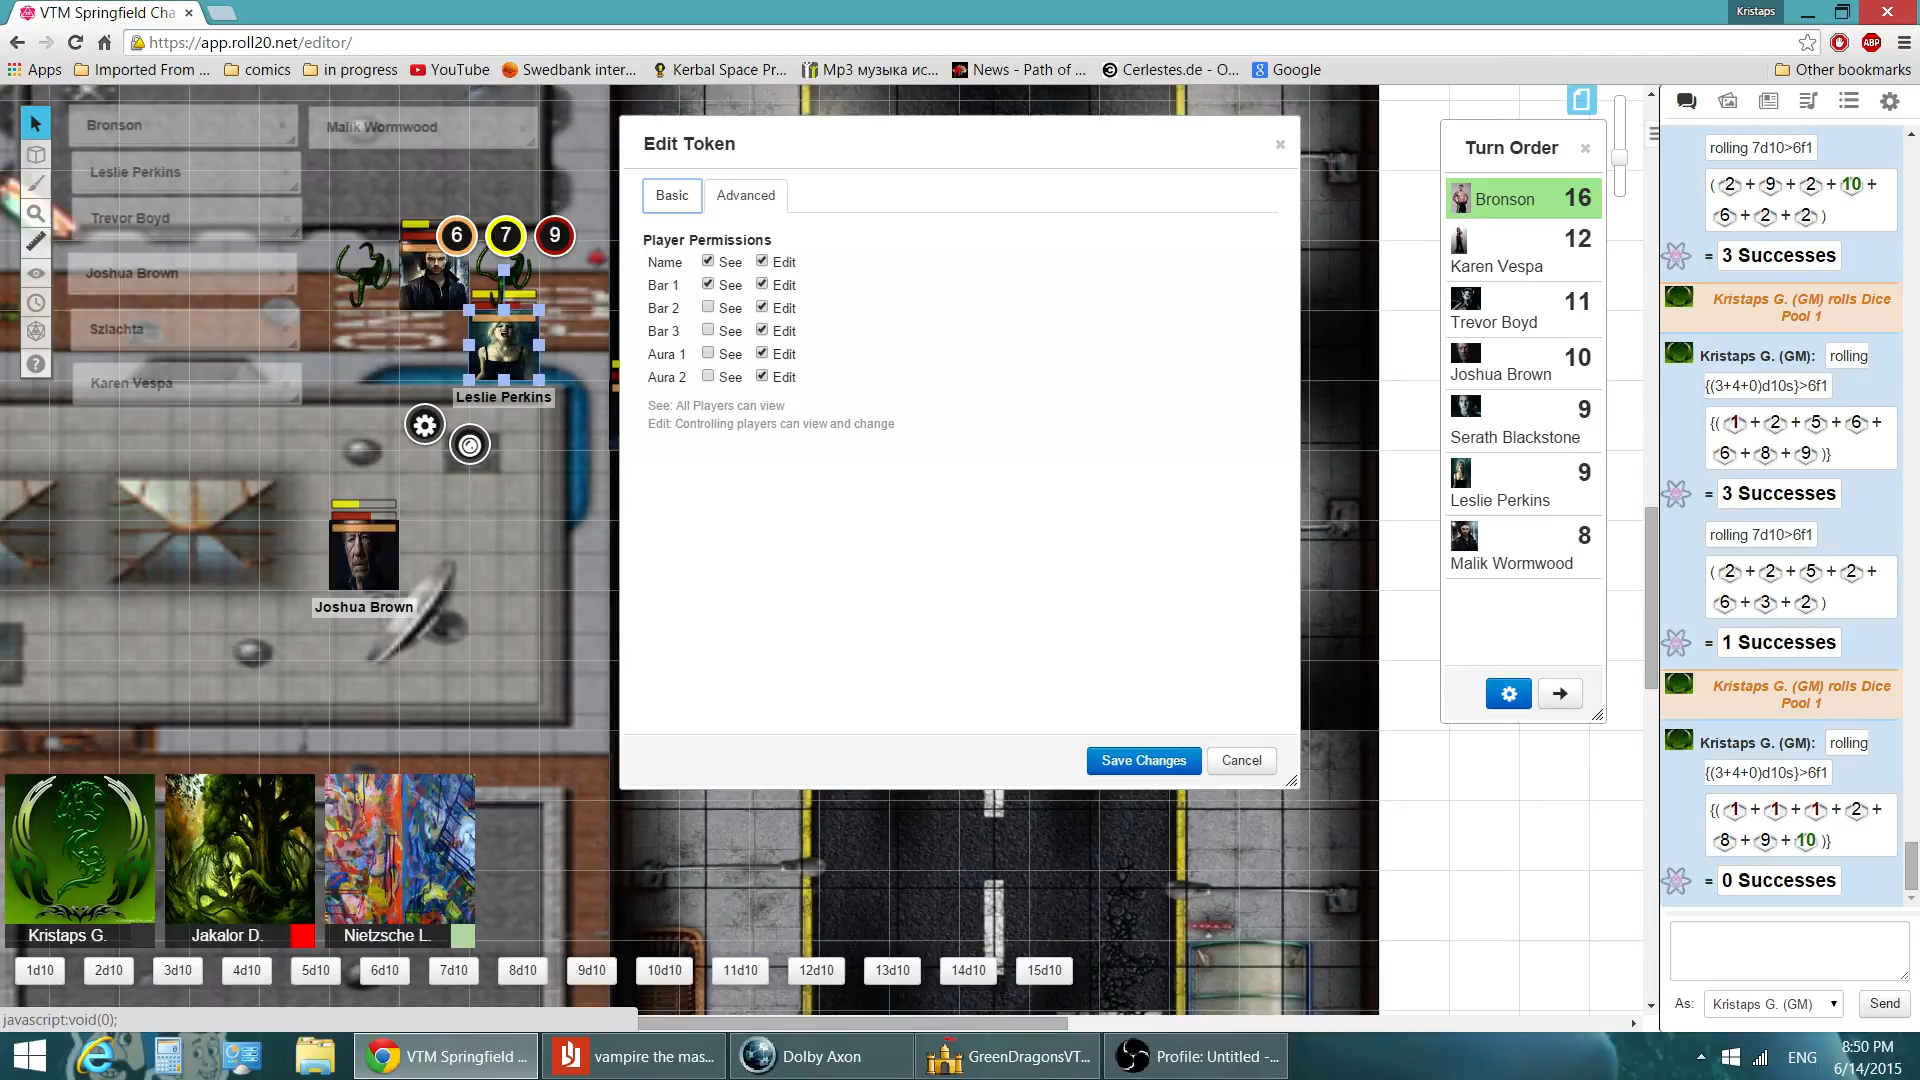 VTM Springfield Cha
Kristaps
https://app.roll20.net/editor/
Apps
Imported From ...
comics
in progress
YouTube
Swedbank inter...
Kerbal Space Pr...
Mp3 музыка ис...
News - Path of ...
Cerlestes.de - O...
Google
Other bookmarks
Bronson
Malik Wormwood
Leslie Perkins
Trevor Boyd
Joshua Brown
Szlachta
Karen Vespa
6
7
9
Leslie Perkins
Joshua Brown
Edit Token
Basic
Advanced
Player Permissions
Name See Edit
Bar 1 See Edit
Bar 2 See Edit
Bar 3 See Edit
Aura 1 See Edit
Aura 2 See Edit
See: All Players can view
Edit: Controlling players can view and change
Save Changes
Cancel
Turn Order
Bronson 16
Karen Vespa 12
Trevor Boyd 11
Joshua Brown 10
Serath Blackstone 9
Leslie Perkins 9
Malik Wormwood 8
rolling 7d10>6f1
( 2 + 9 + 2 + 10 +
6 + 2 + 2 )
= 3 Successes
Kristaps G. (GM) rolls Dice
Pool 1
Kristaps G. (GM): rolling
{(3+4+0)d10s}>6f1
{( 1 + 2 + 5 + 6 +
6 + 8 + 9 )}
= 3 Successes
rolling 7d10>6f1
( 2 + 2 + 5 + 2 +
6 + 3 + 2 )
= 1 Successes
Kristaps G. (GM) rolls Dice
Pool 1
Kristaps G. (GM): rolling
{(3+4+0)d10s}>6f1
{( 1 + 1 + 1 + 2 +
8 + 9 + 10 )}
= 0 Successes
As: Kristaps G. (GM)
Send
Kristaps G.
Jakalor D.
Nietzsche L.
1d10
2d10
3d10
4d10
5d10
6d10
7d10
8d10
9d10
10d10
11d10
12d10
13d10
14d10
15d10
javascript:void(0);
VTM Springfield ...
vampire the mas...
Dolby Axon
GreenDragonsVT...
Profile: Untitled -...
ENG
8:50 PM
6/14/2015